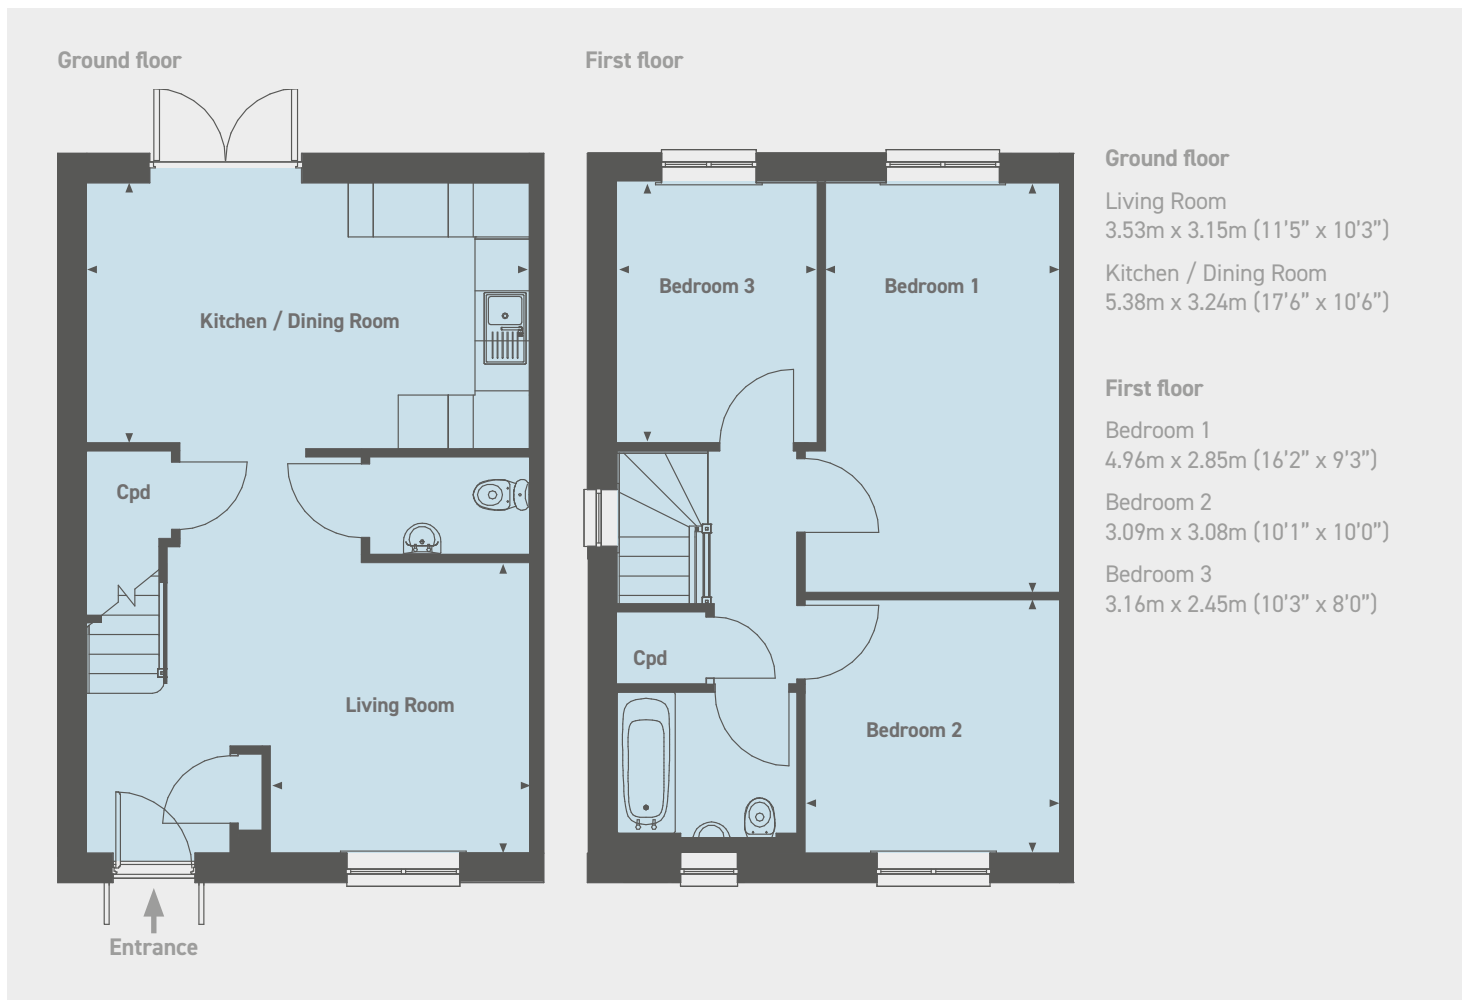 Ground floor
First floor
Kitchen / Dining Room
Cpd
Living Room
Entrance
Bedroom 3
Bedroom 1
Cpd
Bedroom 2
Ground floor
Living Room
3.53m x 3.15m (11’5” x 10’3”)
Kitchen / Dining Room
5.38m x 3.24m (17’6” x 10’6”)
First floor
Bedroom 1
4.96m x 2.85m (16’2” x 9’3”)
Bedroom 2
3.09m x 3.08m (10’1” x 10’0”)
Bedroom 3
3.16m x 2.45m (10’3” x 8’0”)